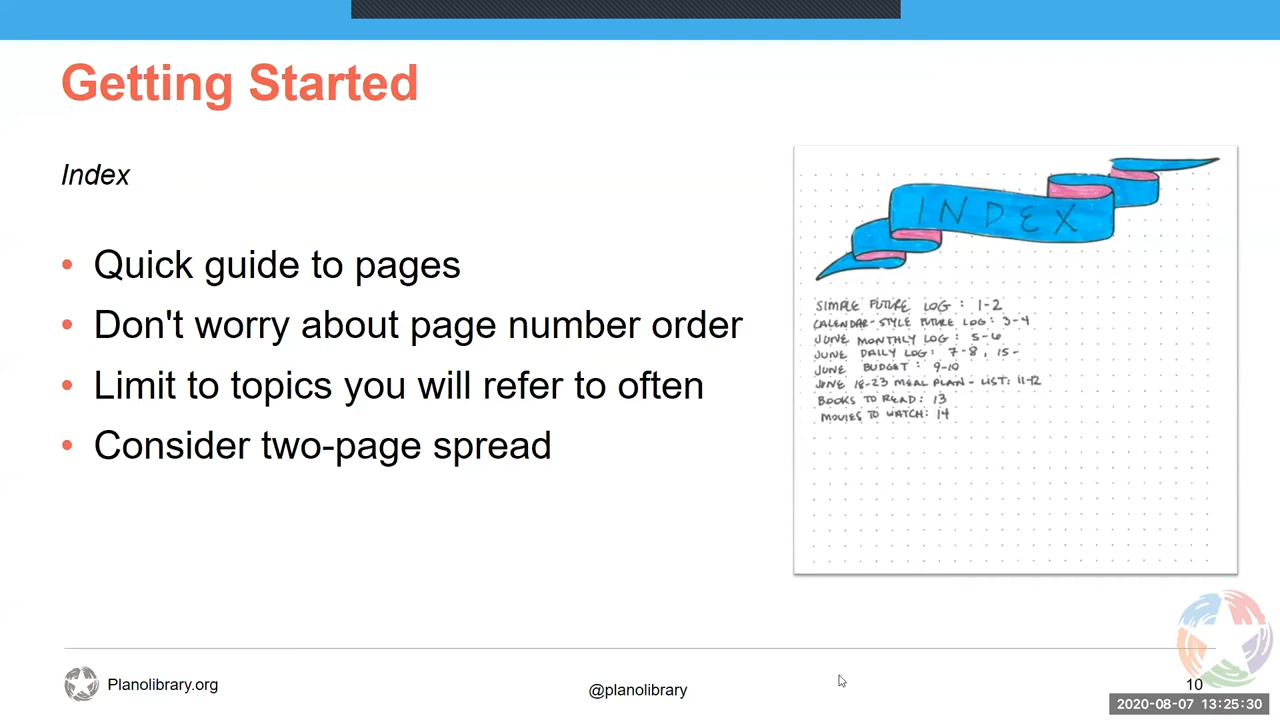 Getting Started
Index
• Quick guide to pages
• Don't worry about page number order
• Limit to topics you will refer to often
• Consider two-page spread
INDEX
SIMPLE FUTURE LOG : 1-2
CALENDAR-STYLE FUTURE LOG : 3-4
JUNE MONTHLY LOG : 5-6
JUNE DAILY LOG : 7-8, 15-
JUNE BUDGET : 9-10
JUNE 18-23 MEAL PLAN - LIST: 11-12
BOOKS TO READ: 13
MOVIES TO WATCH: 14
Planolibrary.org
@planolibrary
10
2020-08-07 13:25:30